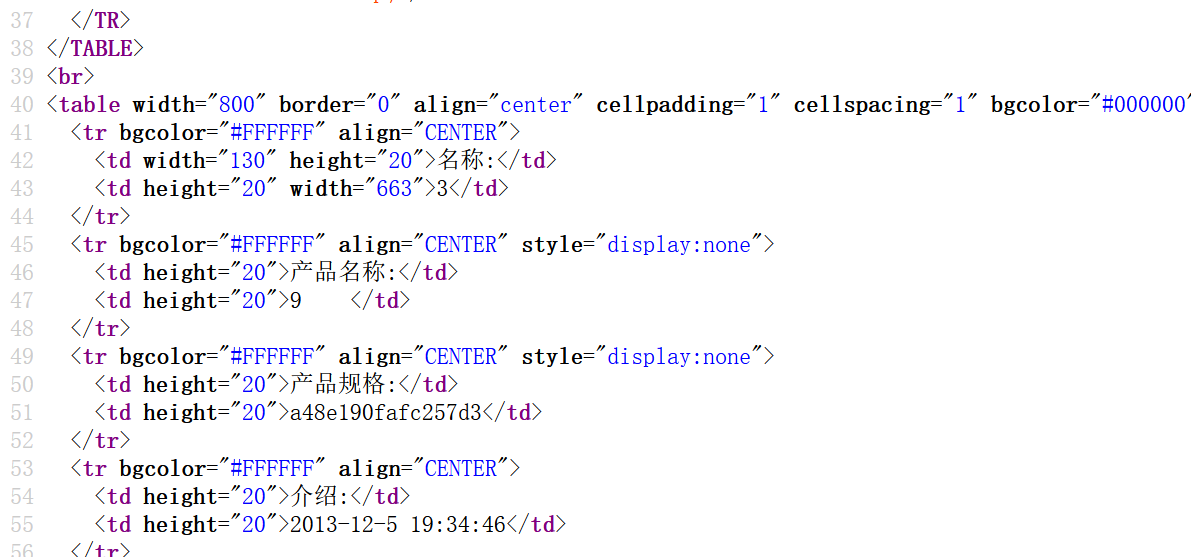 37   </TR>
38 </TABLE>
39 <br>
40 <table width="800" border="0" align="center" cellpadding="1" cellspacing="1" bgcolor="#000000"
41   <tr bgcolor="#FFFFFF" align="CENTER">
42     <td width="130" height="20">名称:</td>
43     <td height="20" width="663">3</td>
44   </tr>
45   <tr bgcolor="#FFFFFF" align="CENTER" style="display:none">
46     <td height="20">产品名称:</td>
47     <td height="20">9    </td>
48   </tr>
49   <tr bgcolor="#FFFFFF" align="CENTER" style="display:none">
50     <td height="20">产品规格:</td>
51     <td height="20">a48e190fafc257d3</td>
52   </tr>
53   <tr bgcolor="#FFFFFF" align="CENTER">
54     <td height="20">介绍:</td>
55     <td height="20">2013-12-5 19:34:46</td>
56   </tr>